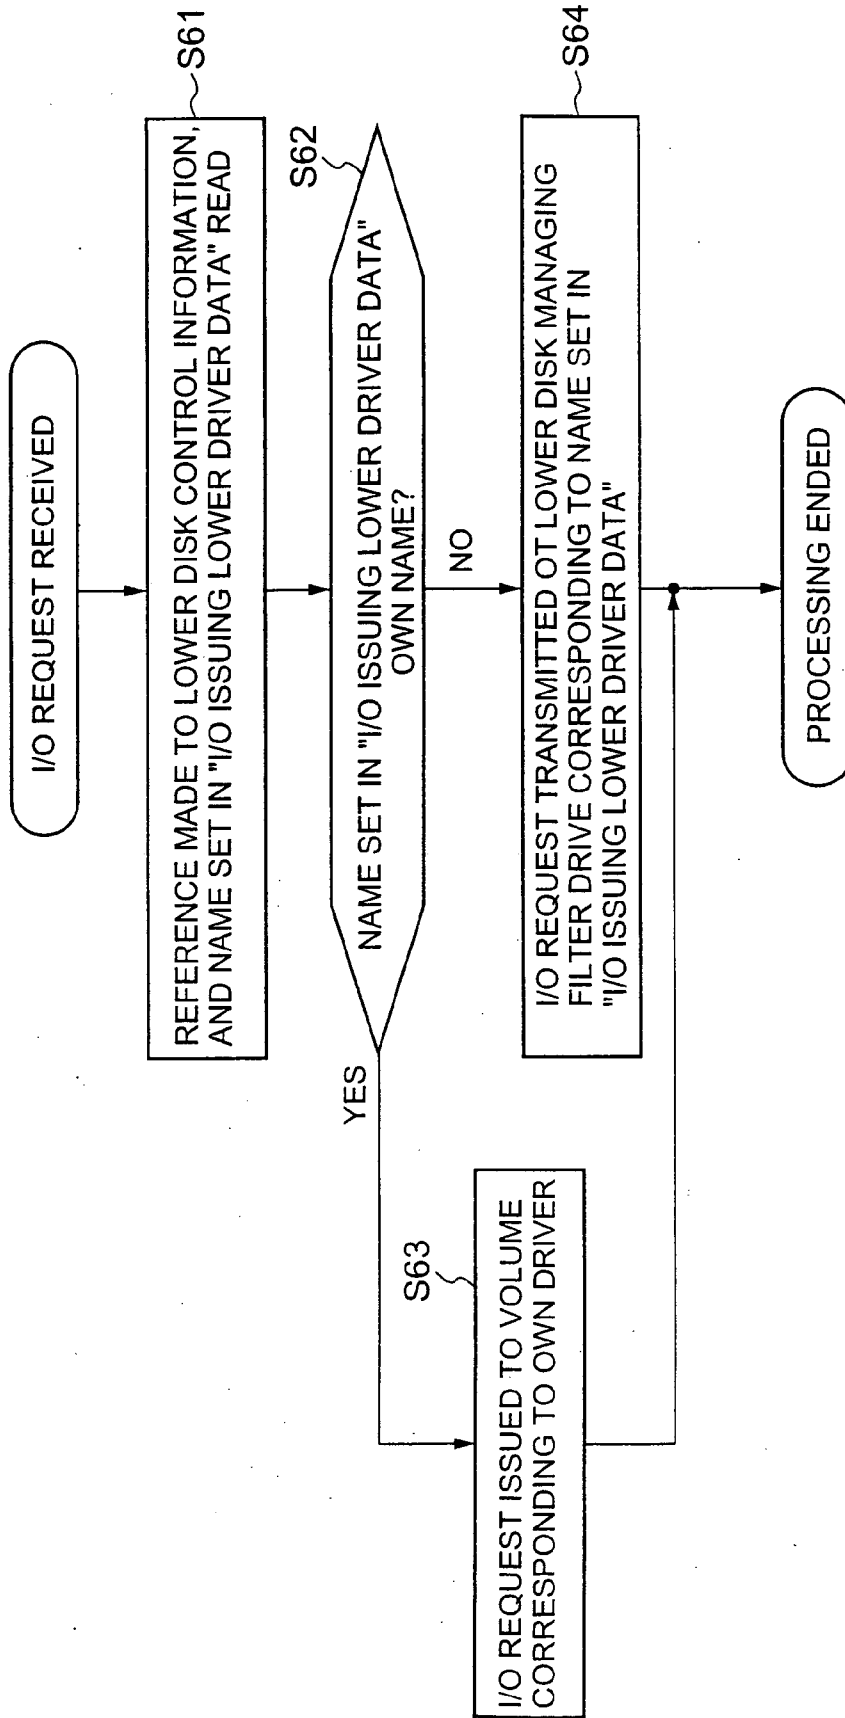 I/O REQUEST RECEIVED
S61
REFERENCE MADE TO LOWER DISK CONTROL INFORMATION,
AND NAME SET IN "I/O ISSUING LOWER DRIVER DATA" READ
S62
NAME SET IN "I/O ISSUING LOWER DRIVER DATA"
OWN NAME?
YES
NO
S63
I/O REQUEST ISSUED TO VOLUME
CORRESPONDING TO OWN DRIVER
S64
I/O REQUEST TRANSMITTED OT LOWER DISK MANAGING
FILTER DRIVE CORRESPONDING TO NAME SET IN
"I/O ISSUING LOWER DRIVER DATA"
PROCESSING ENDED